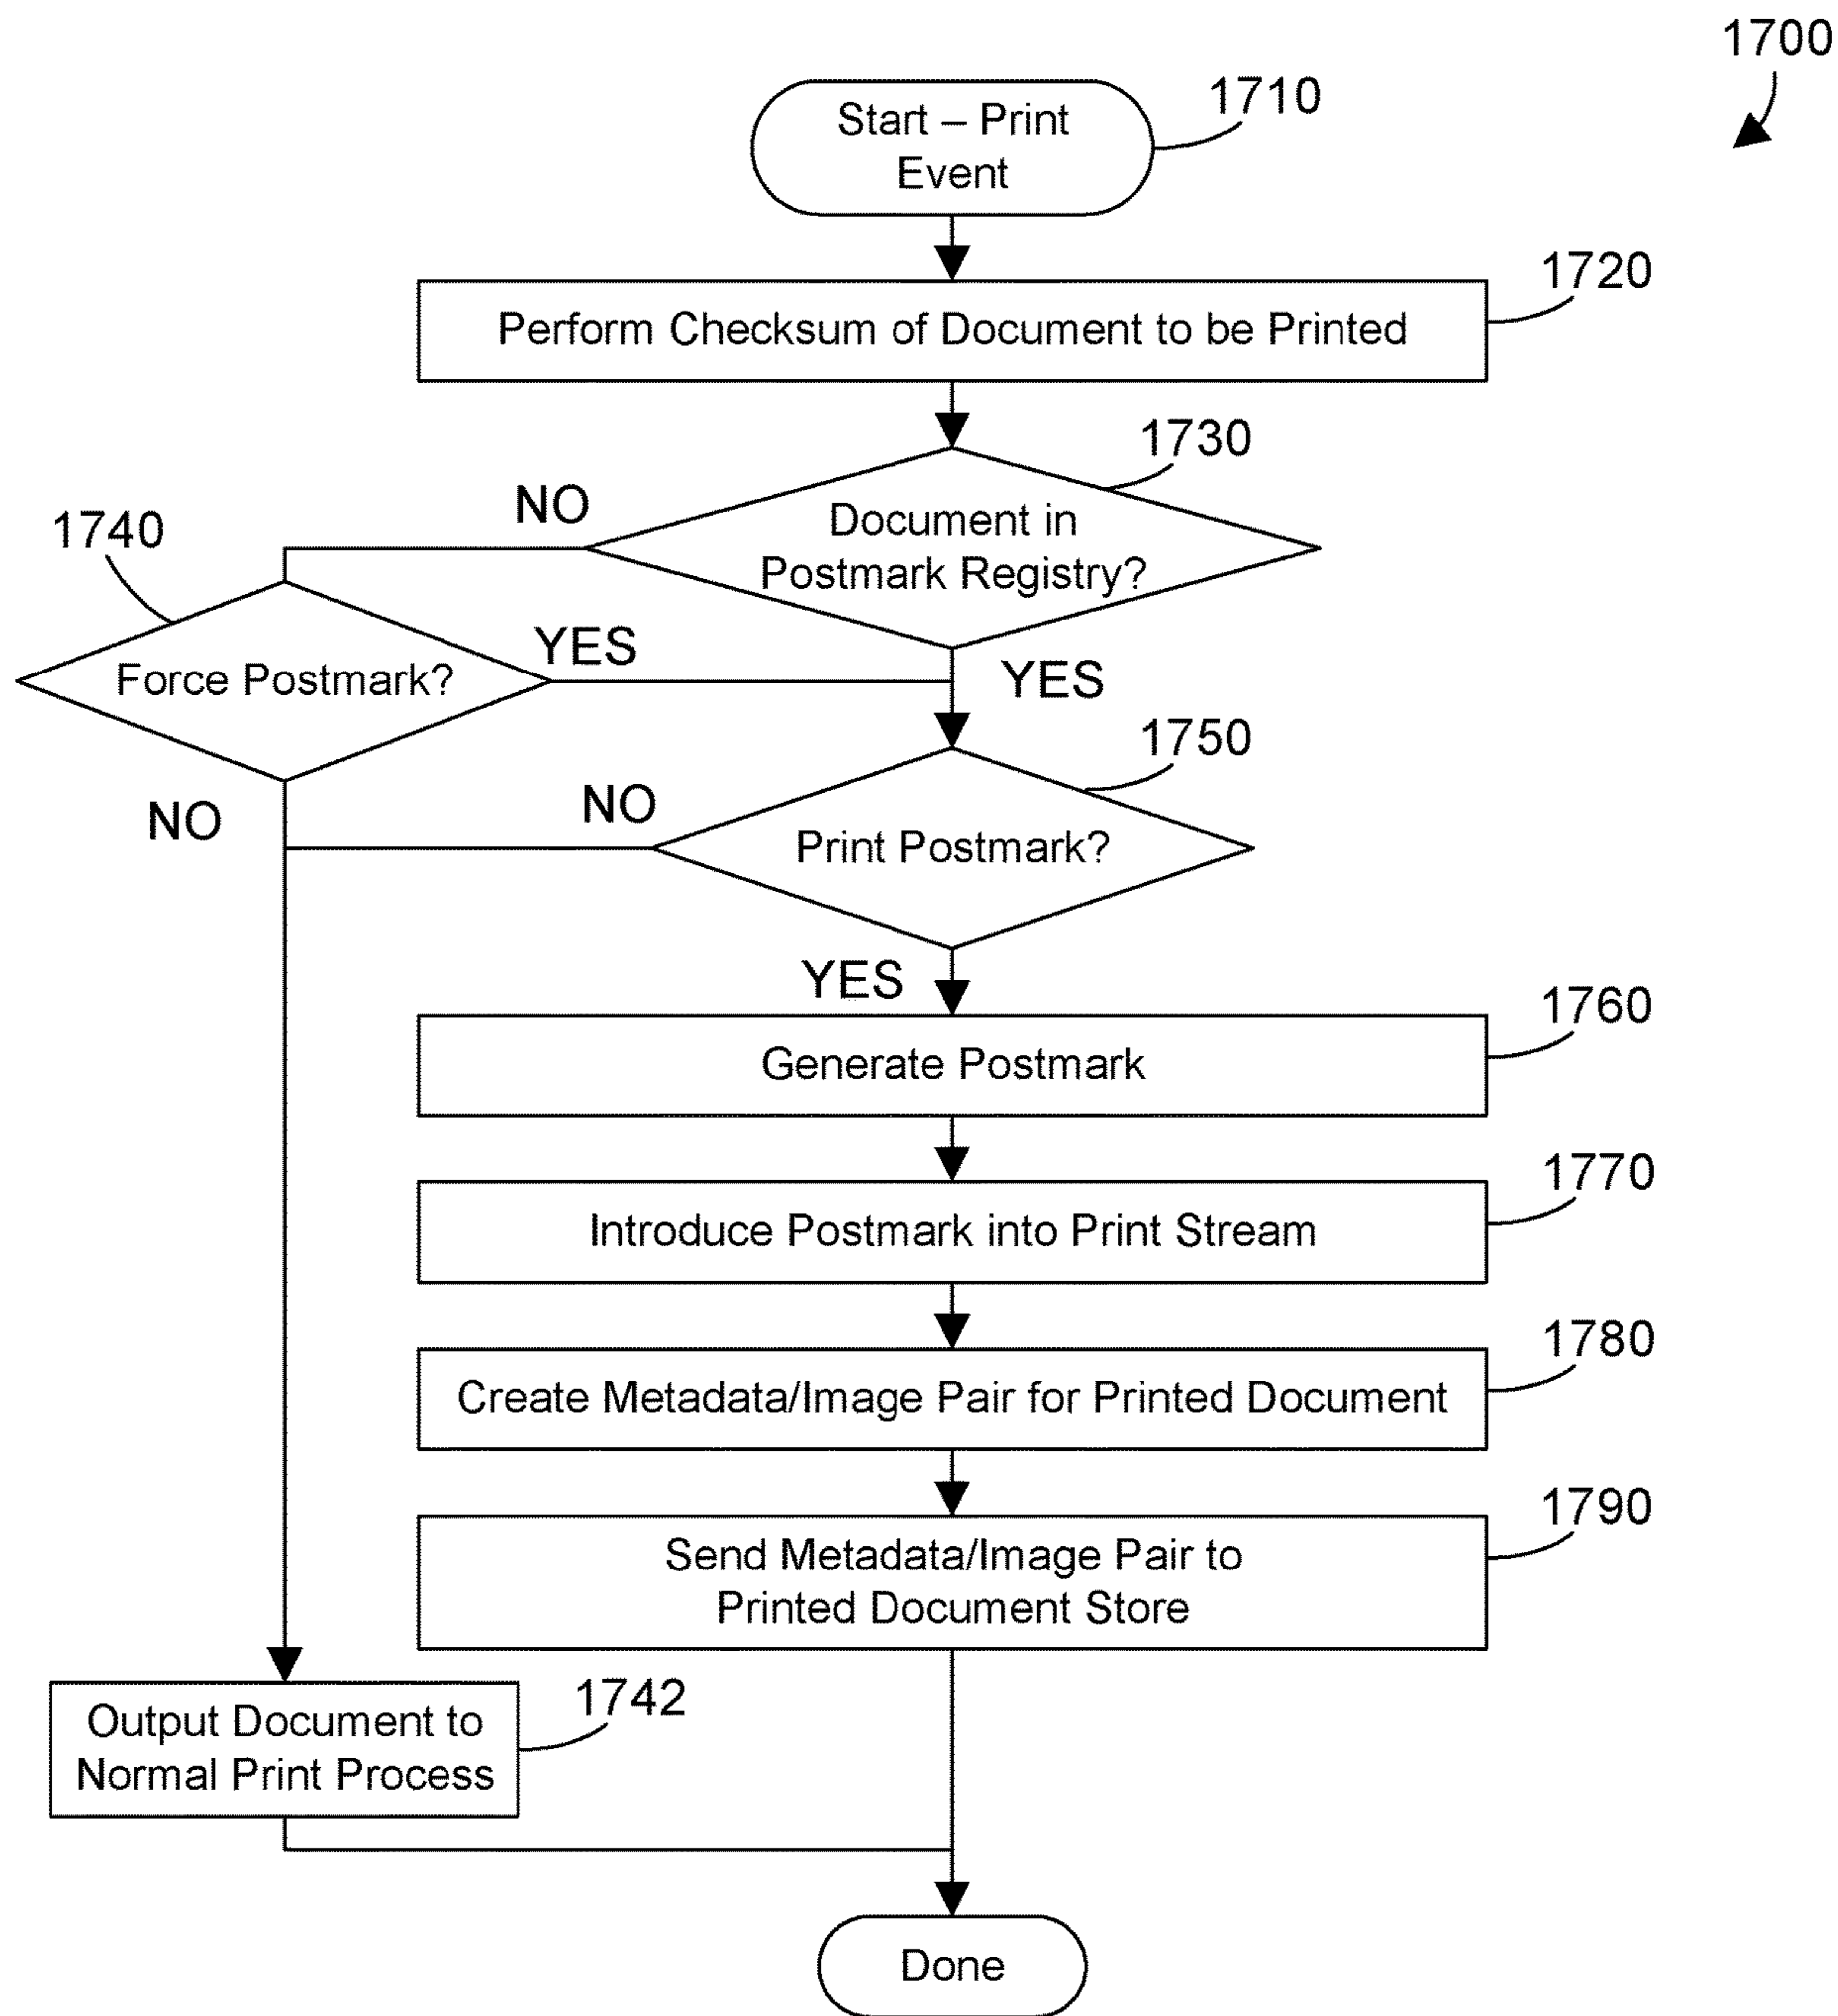 1700
Start – Print
Event
1710
Perform Checksum of Document to be Printed
1720
Document in
Postmark Registry?
1730
NO
YES
Force Postmark?
1740
YES
NO
Print Postmark?
1750
NO
YES
Generate Postmark
1760
Introduce Postmark into Print Stream
1770
Create Metadata/Image Pair for Printed Document
1780
Send Metadata/Image Pair to
Printed Document Store
1790
Output Document to
Normal Print Process
1742
Done